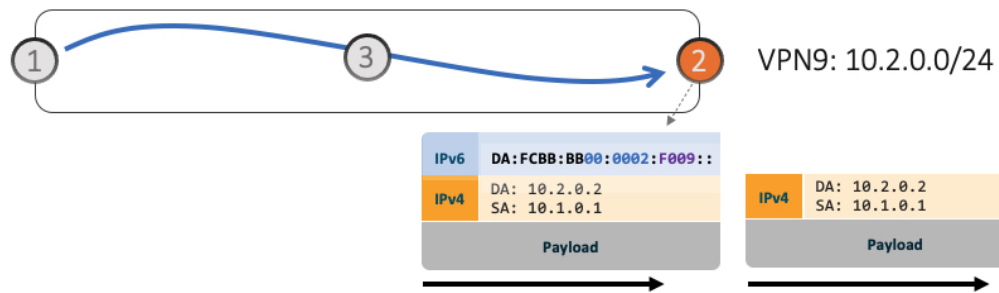 1
3
2
VPN9: 10.2.0.0/24
IPv6 DA:FCBB:BB00:0002:F009::
IPv4 DA: 10.2.0.2
SA: 10.1.0.1
Payload
IPv4 DA: 10.2.0.2
SA: 10.1.0.1
Payload